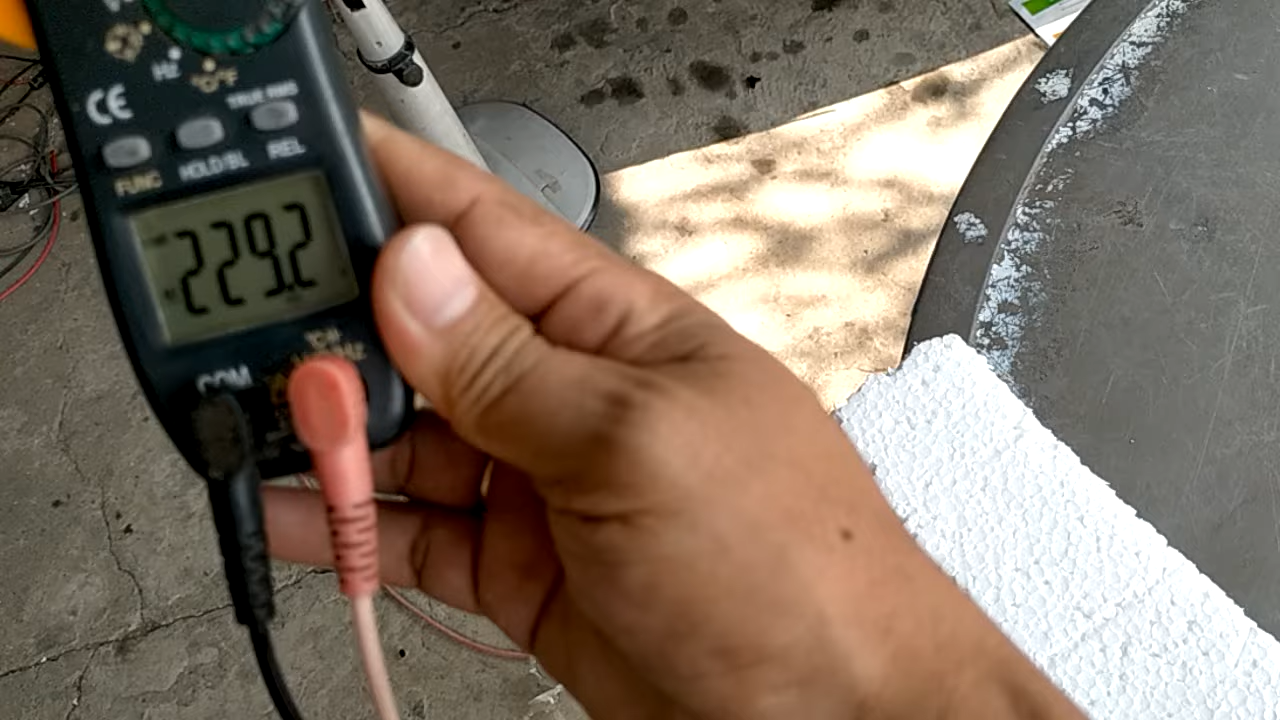 Hz °C°F
CE TRUE RMS
FUNC HOLD/BL REL
229.2
COM